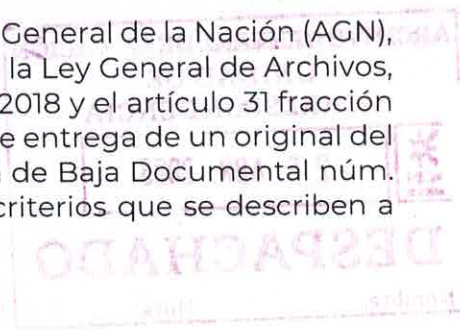 General de la Nación (AGN),
la Ley General de Archivos,
2018 y el artículo 31 fracción
e entrega de un original del
de Baja Documental núm.
criterios que se describen a
DESPACHADO